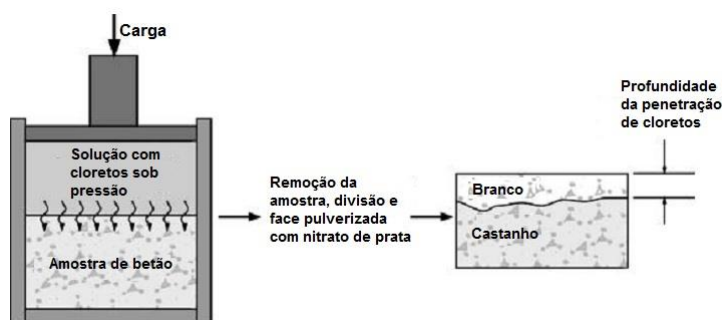 Carga
Solução com
cloretos sob
pressão
Amostra de betão
Remoção da
amostra, divisão e
face pulverizada
com nitrato de prata
Branco
Castanho
Profundidade
da penetração
de cloretos